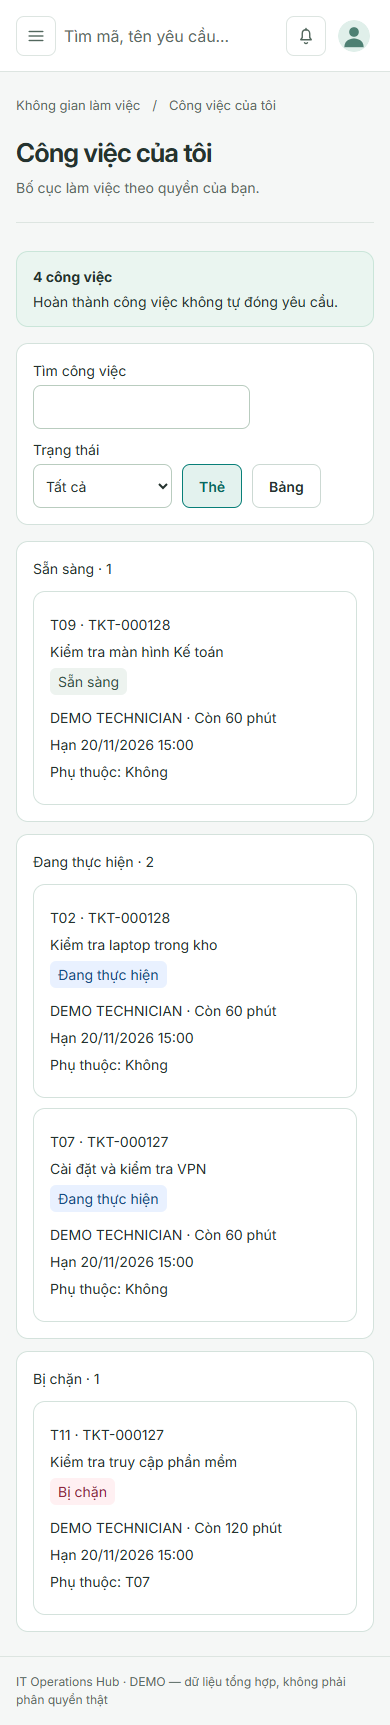 Tìm mã, tên yêu cầu...
Không gian làm việc / Công việc của tôi
Công việc của tôi
Bố cục làm việc theo quyền của bạn.
4 công việc
Hoàn thành công việc không tự đóng yêu cầu.
Tìm công việc
Trạng thái
Tất cả
Thẻ
Bảng
Sẵn sàng · 1
T09 · TKT-000128
Kiểm tra màn hình Kế toán
Sẵn sàng
DEMO TECHNICIAN · Còn 60 phút
Hạn 20/11/2026 15:00
Phụ thuộc: Không
Đang thực hiện · 2
T02 · TKT-000128
Kiểm tra laptop trong kho
Đang thực hiện
DEMO TECHNICIAN · Còn 60 phút
Hạn 20/11/2026 15:00
Phụ thuộc: Không
T07 · TKT-000127
Cài đặt và kiểm tra VPN
Đang thực hiện
DEMO TECHNICIAN · Còn 60 phút
Hạn 20/11/2026 15:00
Phụ thuộc: Không
Bị chặn · 1
T11 · TKT-000127
Kiểm tra truy cập phần mềm
Bị chặn
DEMO TECHNICIAN · Còn 120 phút
Hạn 20/11/2026 15:00
Phụ thuộc: T07
IT Operations Hub · DEMO — dữ liệu tổng hợp, không phải
phân quyền thật